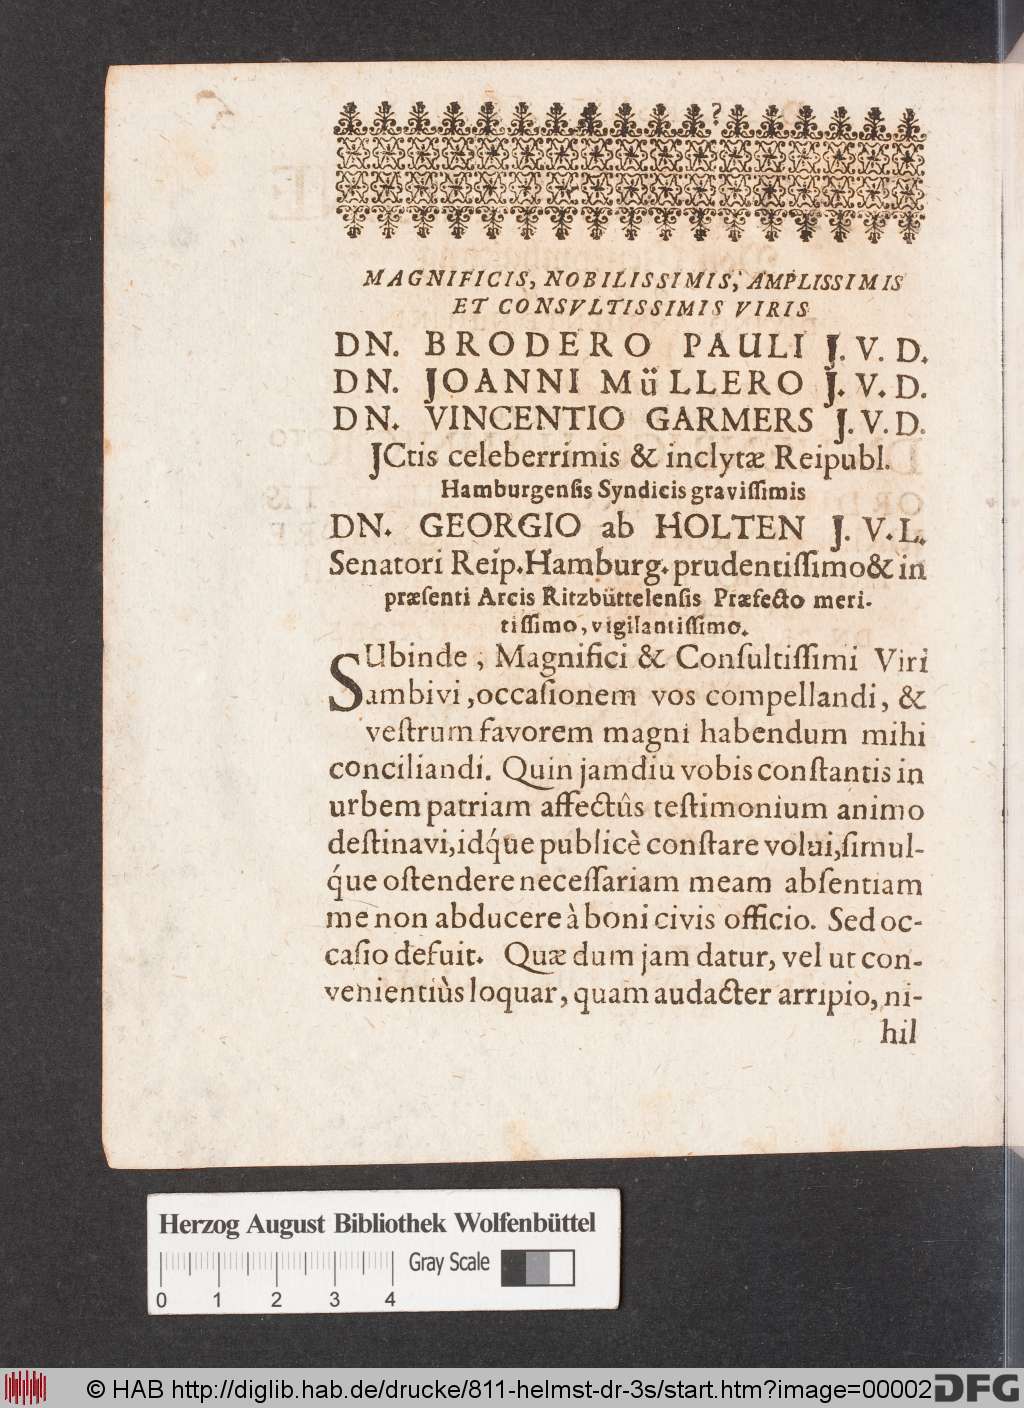 MAGNIFICIS, NOBILISSIMIS, AMPLISSIMIS
ET CONSVLTISSIMIS VIRIS
DN. BRODERO PAULI J. V. D.
DN. JOANNI MüLLERO J. V. D.
DN. VINCENTIO GARMERS J. V. D.
JCtis celeberrimis & inclytæ Reipubl.
Hamburgenſis Syndicis graviſſimis
DN. GEORGIO ab HOLTEN J. V. L.
Senatori Reip. Hamburg. prudentiſſimo & in
præſenti Arcis Ritzbüttelenſis Præfecto meri-
tiſſimo, vigilantiſſimo.
SUbinde, Magnifici & Conſultiſſimi Viri
ambivi, occaſionem vos compellandi, &
veſtrum favorem magni habendum mihi
conciliandi. Quin jamdiu vobis conſtantis in
urbem patriam affectûs teſtimonium animo
deſtinavi, idq́ue publicè conſtare volui, ſimul-
q́ue oſtendere neceſſariam meam abſentiam
me non abducere à boni civis officio. Sed oc-
caſio defuit. Quæ dum jam datur, vel ut con-
venientiùs loquar, quam audacter arripio, ni-
hil
Herzog August Bibliothek Wolfenbüttel
Gray Scale
0 1 2 3 4
© HAB http://diglib.hab.de/drucke/811-helmst-dr-3s/start.htm?image=00002
DFG